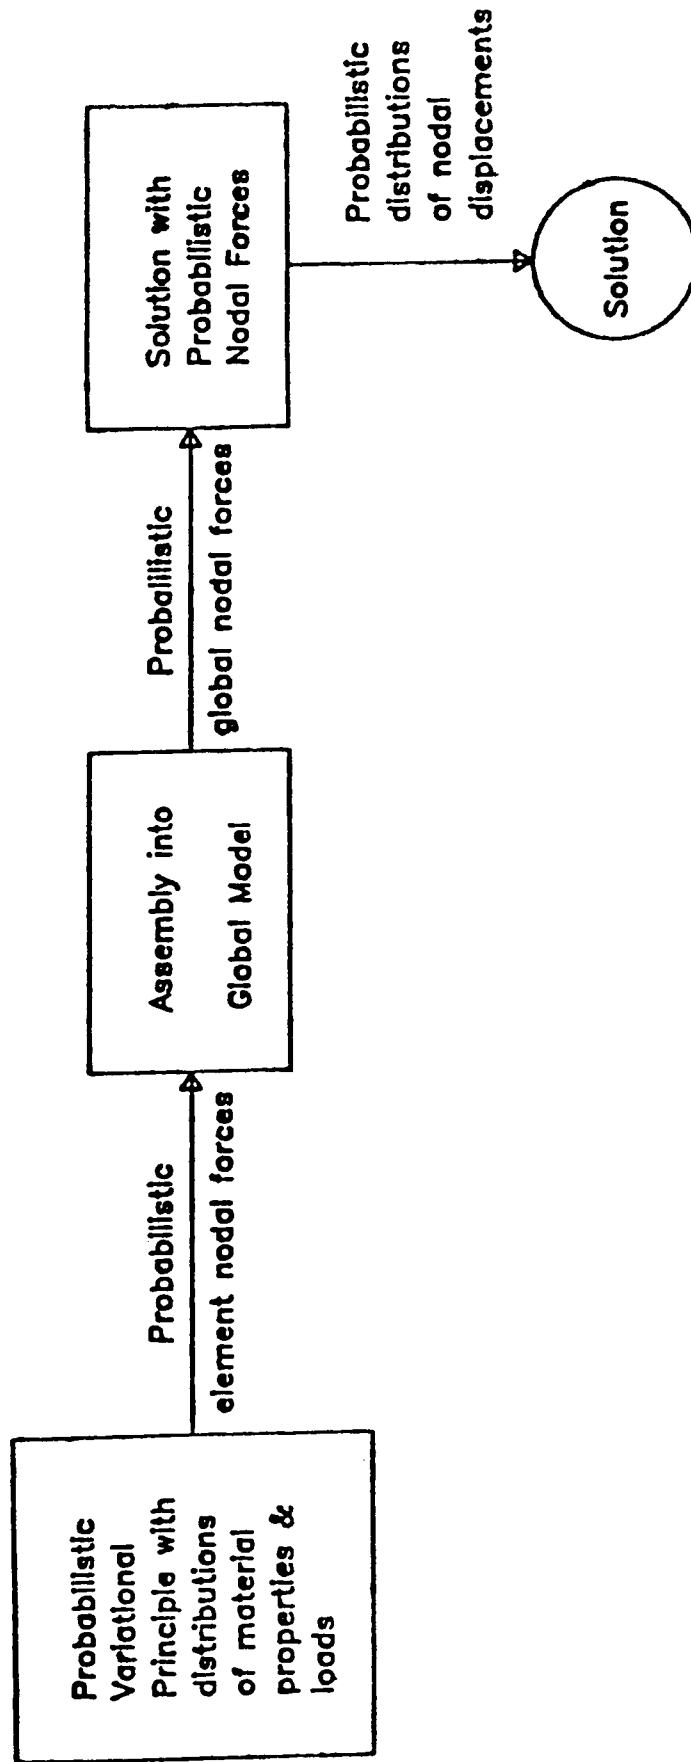 Probabilistic
Variational
Principle with
distributions
of material
properties &
loads
Probabilistic
element nodal forces
Assembly into
Global Model
Probalilistic
global nodal forces
Solution with
Probabilistic
Nodal Forces
Probabilistic
distributions
of nodal
displacements
Solution